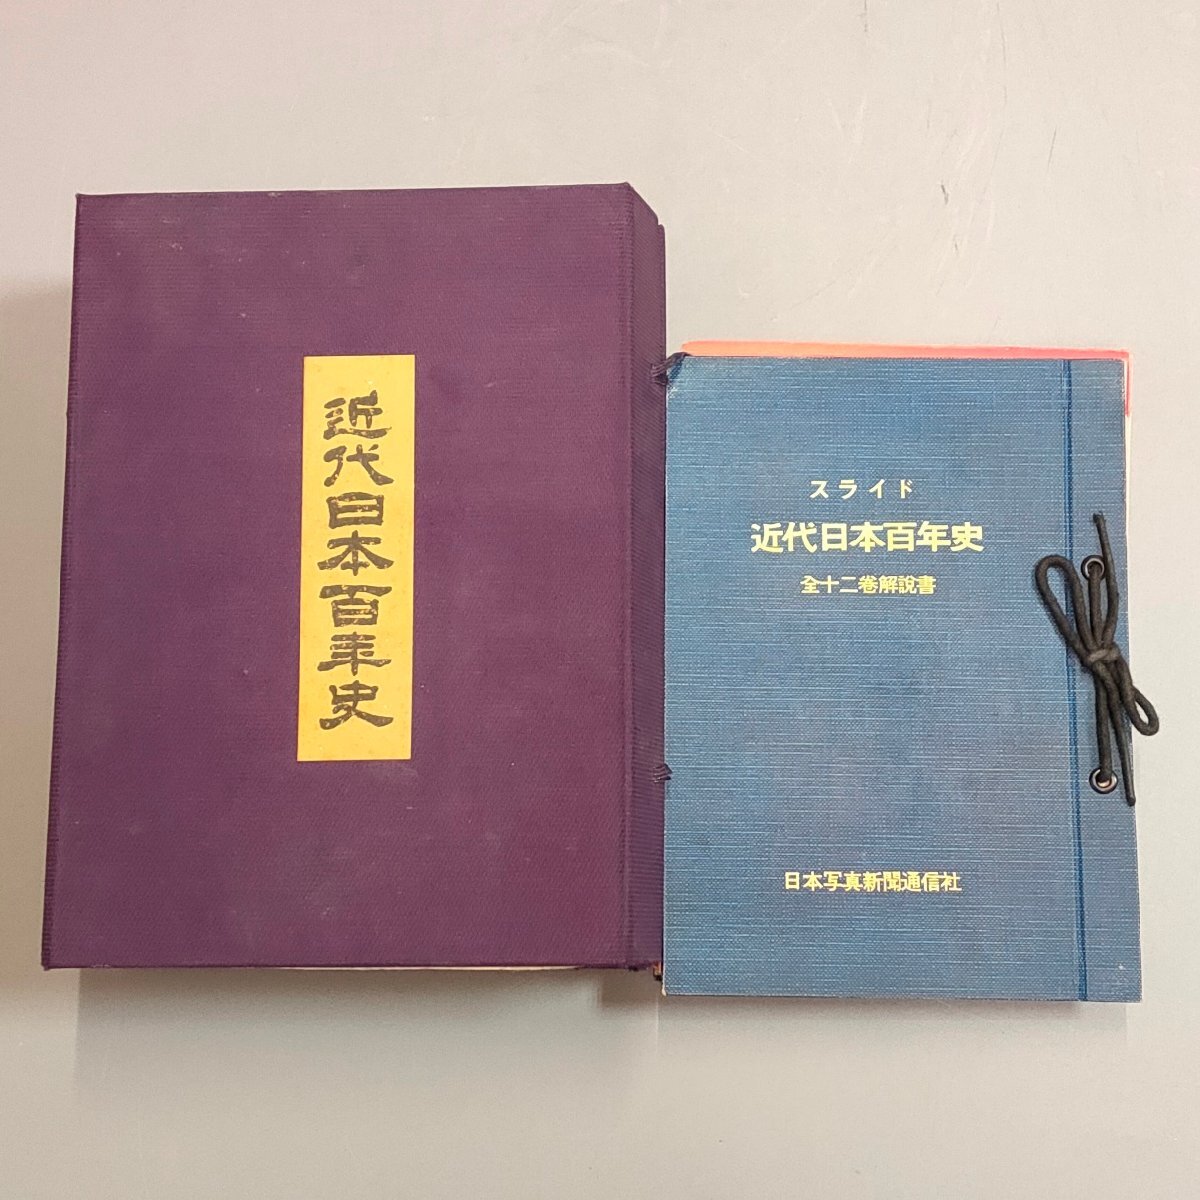 近代日本百年史
スライド
近代日本百年史
全十二巻解説書
日本写真新聞通信社